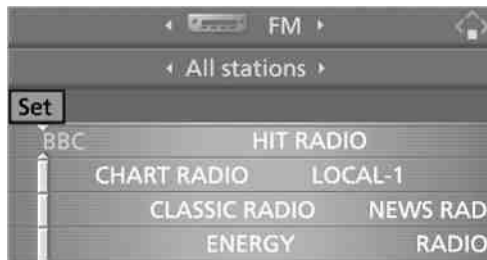 FM
All stations
Set
BBC HIT RADIO
CHART RADIO LOCAL-1
CLASSIC RADIO NEWS RAD
ENERGY RADIO